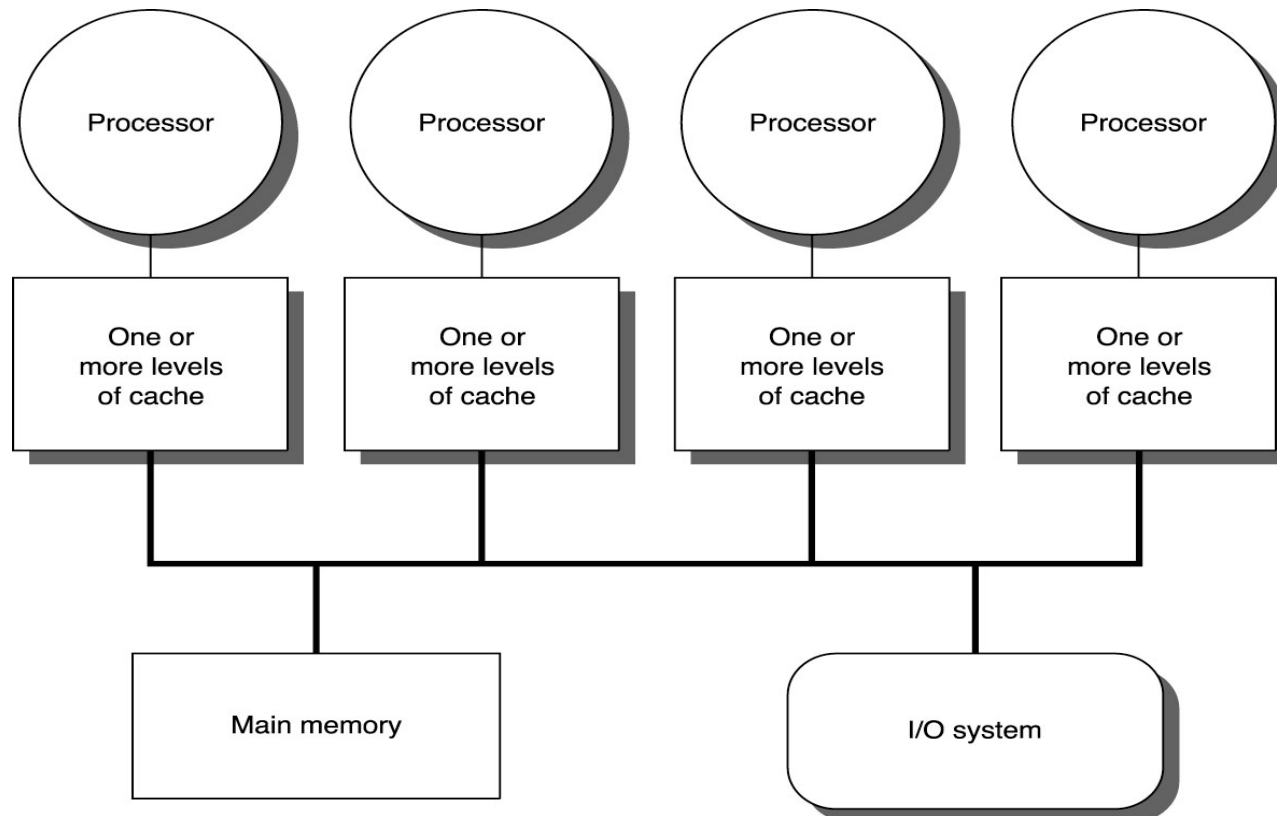 Processor
Processor
Processor
Processor
One or
more levels
of cache
One or
more levels
of cache
One or
more levels
of cache
One or
more levels
of cache
Main memory
I/O system